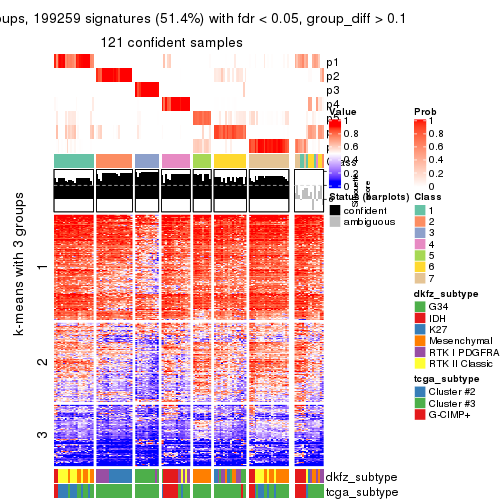 ups, 199259 signatures (51.4%) with fdr < 0.05, group_diff > 0.1
121 confident samples
p1
p2
p3
p4
k-means with 3 groups
1
2
3
Value
1
0.8
0.6
0.4
0.2
0
Prob
1
0.8
0.6
0.4
0.2
0
Status (barplots)
confident
ambiguous
Class
1
2
3
4
5
6
7
dkfz_subtype
G34
IDH
K27
Mesenchymal
RTK I PDGFRA
RTK II Classic
tcga_subtype
Cluster #2
Cluster #3
G-CIMP+
dkfz_subtype
tcga_subtype